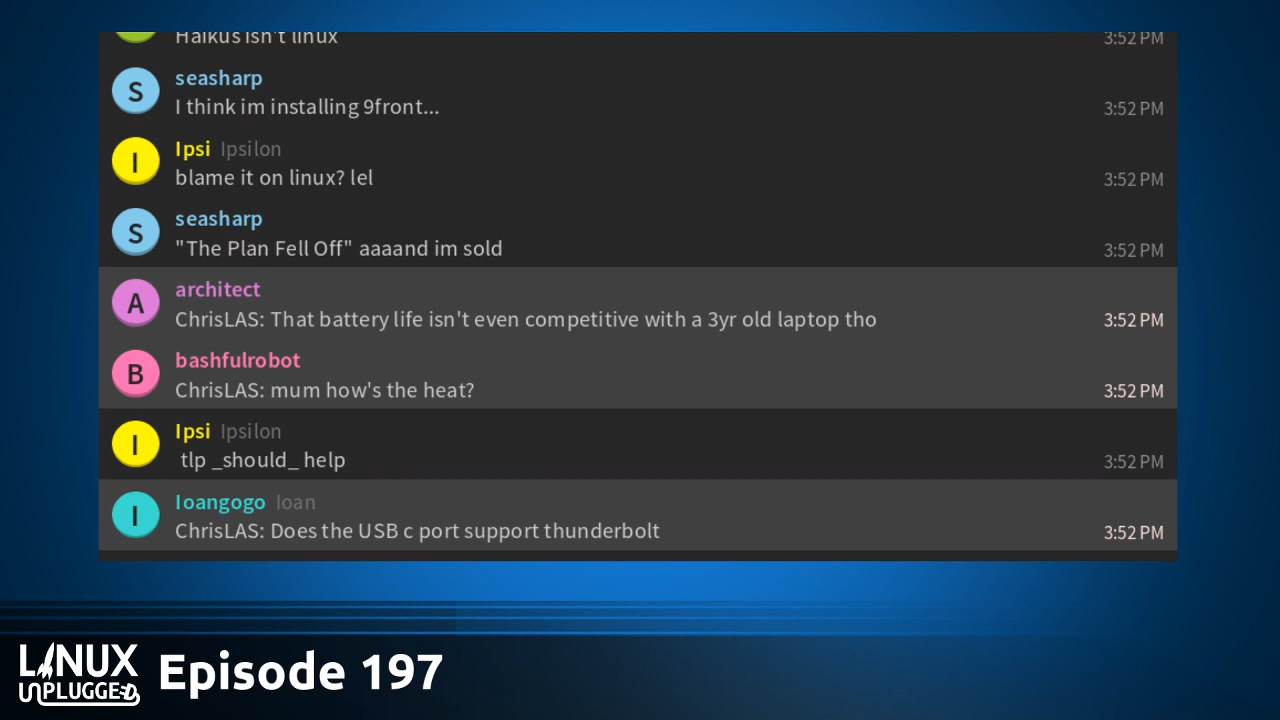 Haikus isn't linux
3:52 PM
seasharp
I think im installing 9front...
3:52 PM
Ipsi Ipsilon
blame it on linux? lel
3:52 PM
seasharp
"The Plan Fell Off" aaaand im sold
3:52 PM
architect
ChrisLAS: That battery life isn't even competitive with a 3yr old laptop tho
3:52 PM
bashfulrobot
ChrisLAS: mum how's the heat?
3:52 PM
Ipsi Ipsilon
tlp _should_ help
3:52 PM
Ioangogo Ioan
ChrisLAS: Does the USB c port support thunderbolt
3:52 PM
S
I
S
A
B
I
I
LINUX
UNPLUGGED
Episode 197